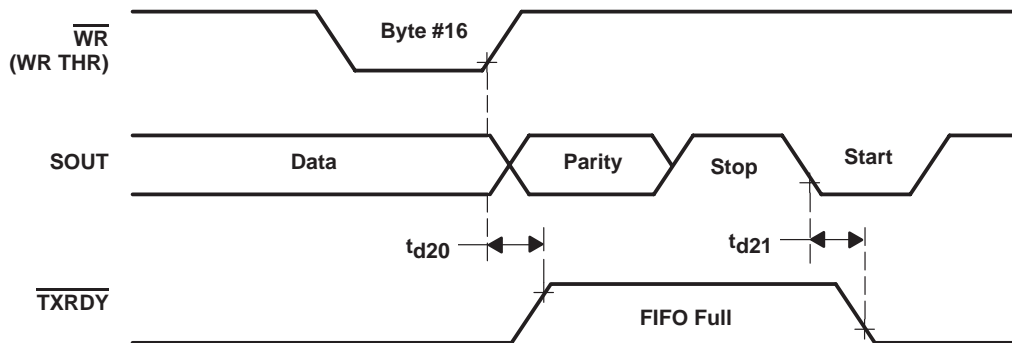 WR
(WR THR)
Byte #16
SOUT
Data
Parity
Stop
Start
td20
td21
TXRDY
FIFO Full